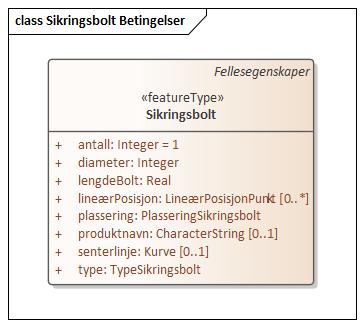 class Sikringsbolt Betingelser
Fellesegenskaper
«featureType»
Sikringsbolt
+ antall: Integer = 1
+ diameter: Integer
+ lengdeBolt: Real
+ lineærPosisjon: LineærPosisjonPunkt [0..*]
+ plassering: PlasseringSikringsbolt
+ produktnavn: CharacterString [0..1]
+ senterlinje: Kurve [0..1]
+ type: TypeSikringsbolt